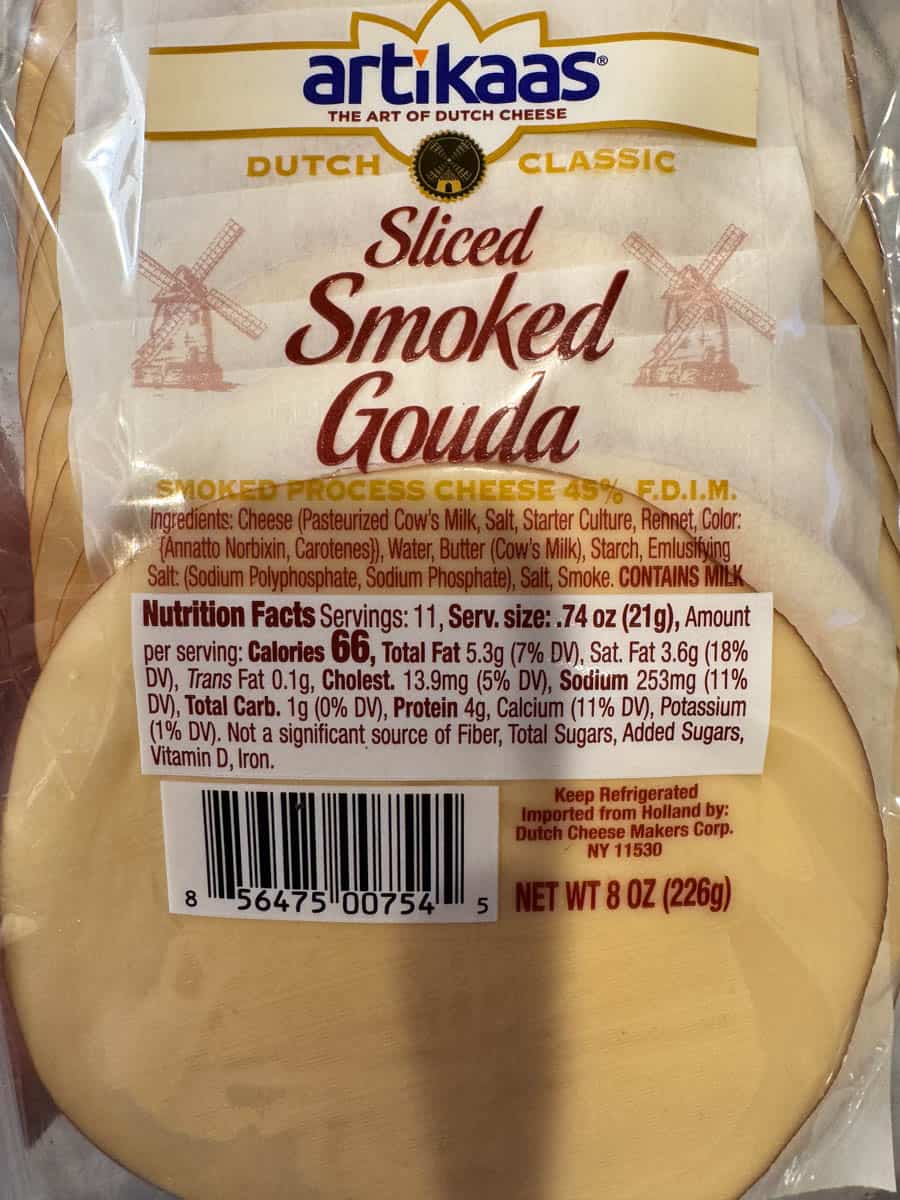 artikaas®
THE ART OF DUTCH CHEESE
DUTCH CLASSIC
Sliced
Smoked
Gouda
SMOKED PROCESS CHEESE 45% F.D.I.M.
Ingredients: Cheese (Pasteurized Cow's Milk, Salt, Starter Culture, Rennet, Color:
{Annatto Norbixin, Carotenes}), Water, Butter (Cow's Milk), Starch, Emlusifying
Salt: (Sodium Polyphosphate, Sodium Phosphate), Salt, Smoke. CONTAINS MILK
Nutrition Facts Servings: 11, Serv. size: .74 oz (21g), Amount
per serving: Calories 66, Total Fat 5.3g (7% DV), Sat. Fat 3.6g (18%
DV), Trans Fat 0.1g, Cholest. 13.9mg (5% DV), Sodium 253mg (11%
DV), Total Carb. 1g (0% DV), Protein 4g, Calcium (11% DV), Potassium
(1% DV). Not a significant source of Fiber, Total Sugars, Added Sugars,
Vitamin D, Iron.
Keep Refrigerated
Imported from Holland by:
Dutch Cheese Makers Corp.
NY 11530
NET WT 8 OZ (226g)
8 56475 00754 5